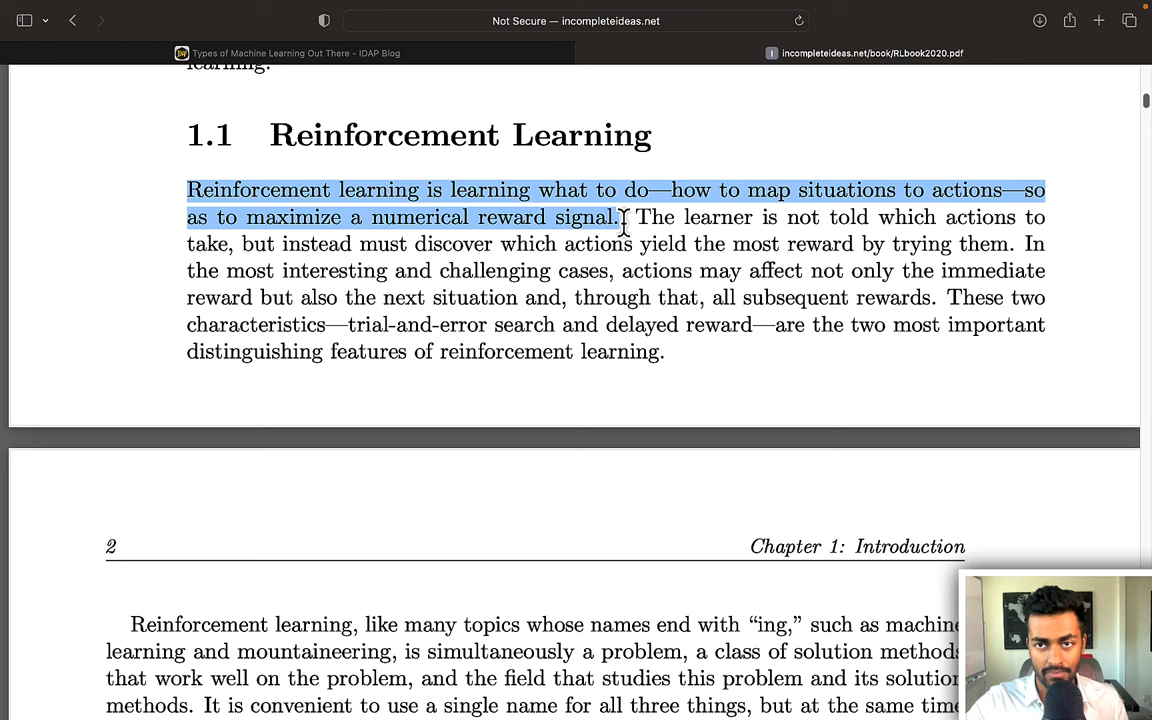 Not Secure — incompleteideas.net
Types of Machine Learning Out There - IDAP Blog
incompleteideas.net/book/RLbook2020.pdf
learning.
1.1 Reinforcement Learning
Reinforcement learning is learning what to do—how to map situations to actions—so
as to maximize a numerical reward signal. The learner is not told which actions to
take, but instead must discover which actions yield the most reward by trying them. In
the most interesting and challenging cases, actions may affect not only the immediate
reward but also the next situation and, through that, all subsequent rewards. These two
characteristics—trial-and-error search and delayed reward—are the two most important
distinguishing features of reinforcement learning.
2 Chapter 1: Introduction
Reinforcement learning, like many topics whose names end with “ing,” such as machine
learning and mountaineering, is simultaneously a problem, a class of solution methods
that work well on the problem, and the field that studies this problem and its solution
methods. It is convenient to use a single name for all three things, but at the same time